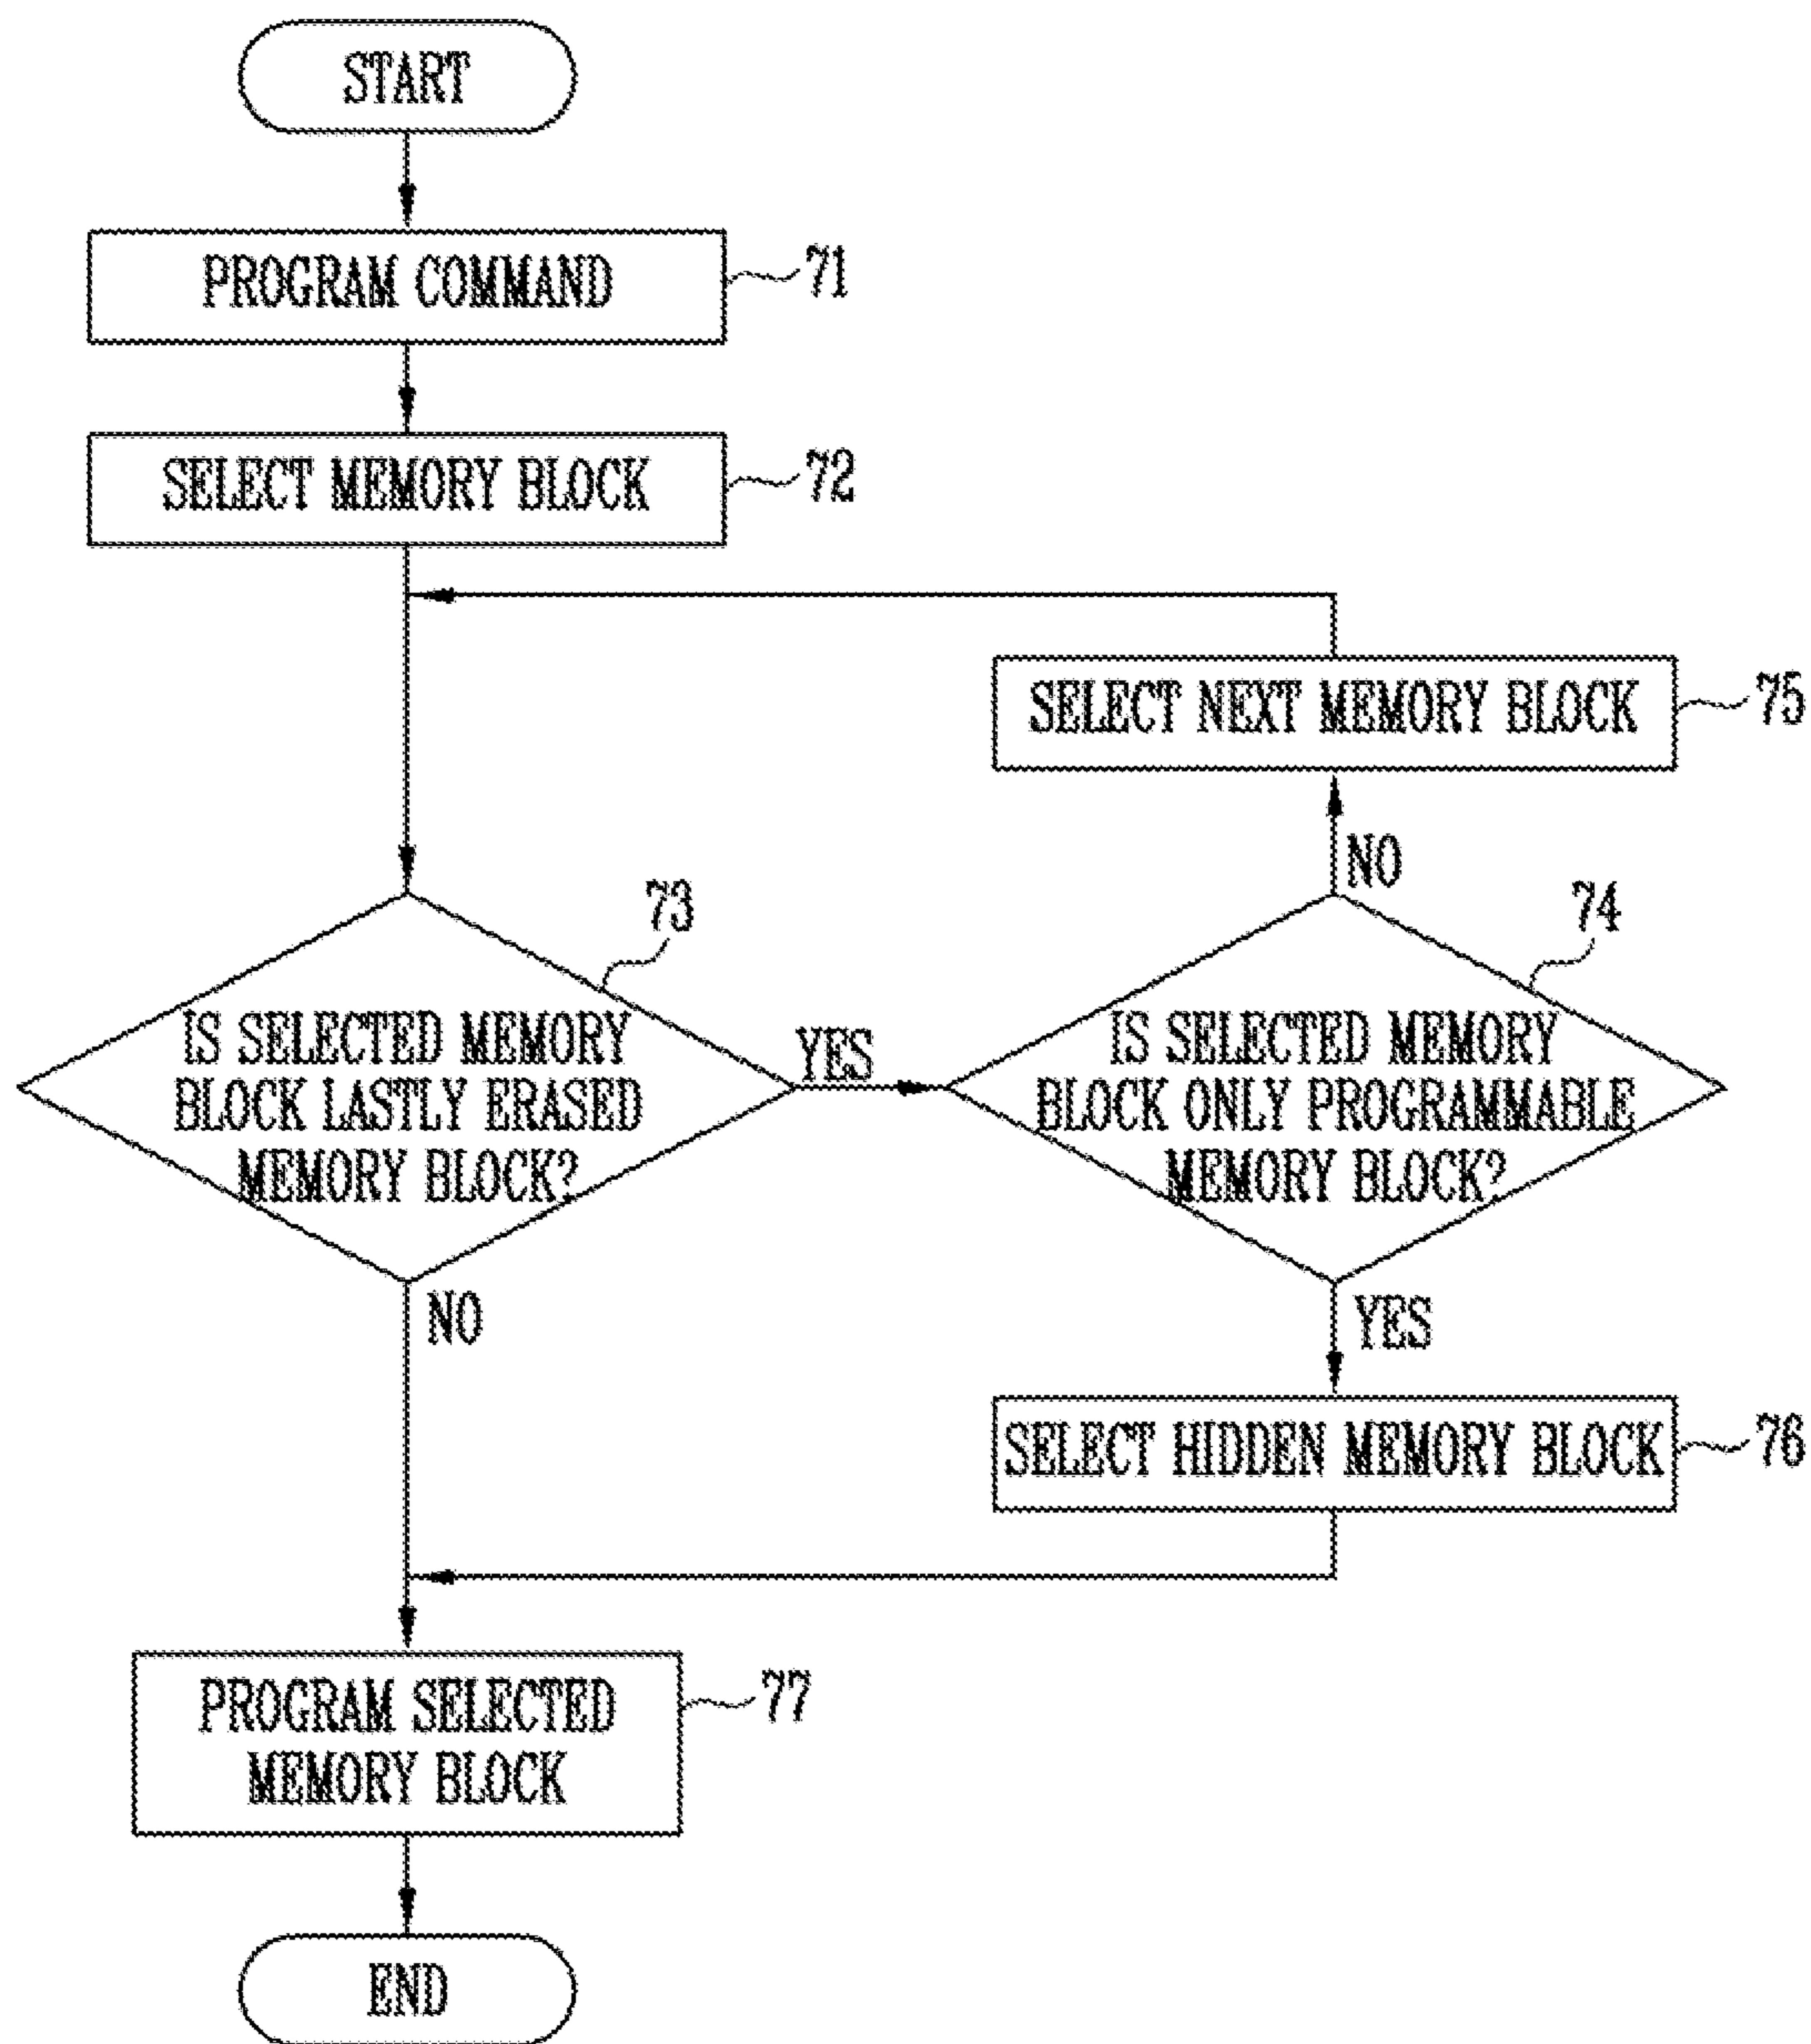 START
PROGRAM COMMAND
71
SELECT MEMORY BLOCK
72
SELECT NEXT MEMORY BLOCK
75
NO
73
74
IS SELECTED MEMORY
BLOCK LASTLY ERASED
MEMORY BLOCK?
YES
IS SELECTED MEMORY
BLOCK ONLY PROGRAMMABLE
MEMORY BLOCK?
NO
YES
SELECT HIDDEN MEMORY BLOCK
76
PROGRAM SELECTED
MEMORY BLOCK
77
END